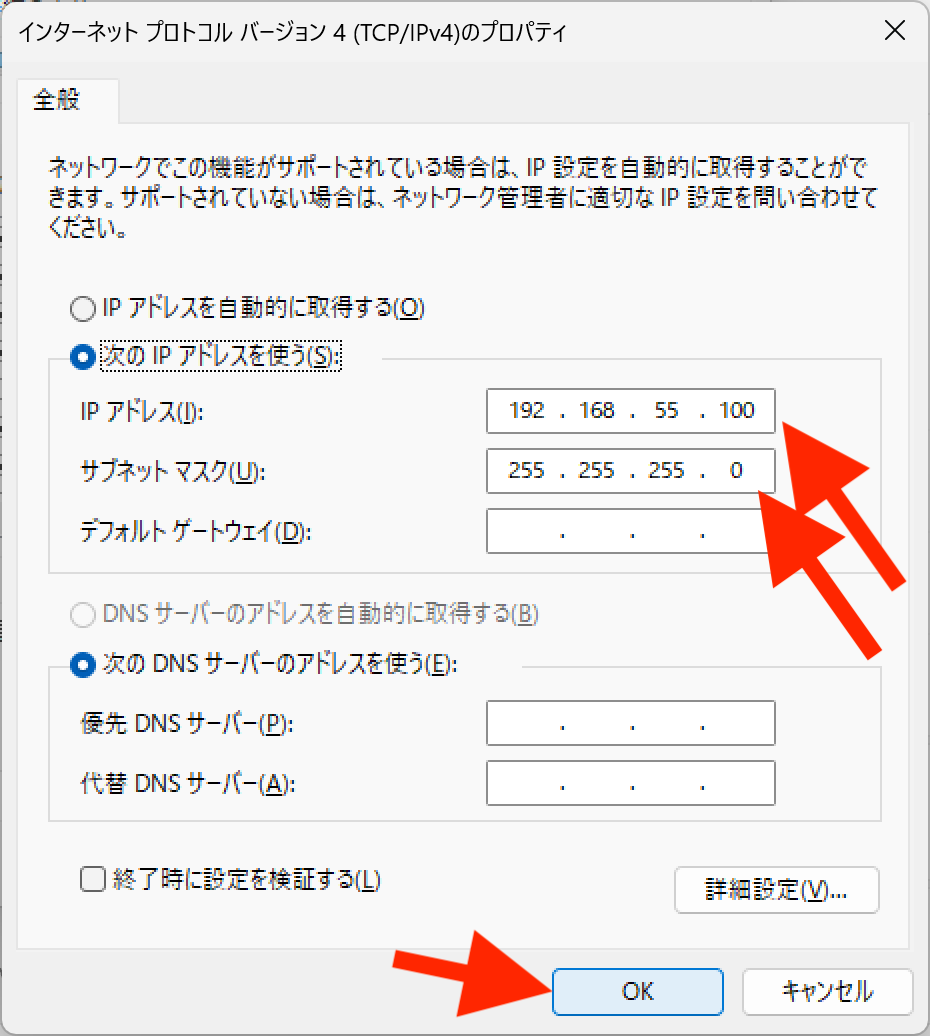 インターネット プロトコル バージョン 4 (TCP/IPv4)のプロパティ
全般
ネットワークでこの機能がサポートされている場合は、IP 設定を自動的に取得することがで
きます。サポートされていない場合は、ネットワーク管理者に適切な IP 設定を問い合わせて
ください。
IP アドレスを自動的に取得する(O)
次の IP アドレスを使う(S):
IP アドレス(I): 192 . 168 . 55 . 100
サブネット マスク(U): 255 . 255 . 255 . 0
デフォルト ゲートウェイ(D): . . .
DNS サーバーのアドレスを自動的に取得する(B)
次の DNS サーバーのアドレスを使う(E):
優先 DNS サーバー(P): . . .
代替 DNS サーバー(A): . . .
終了時に設定を検証する(L)
詳細設定(V)...
OK キャンセル